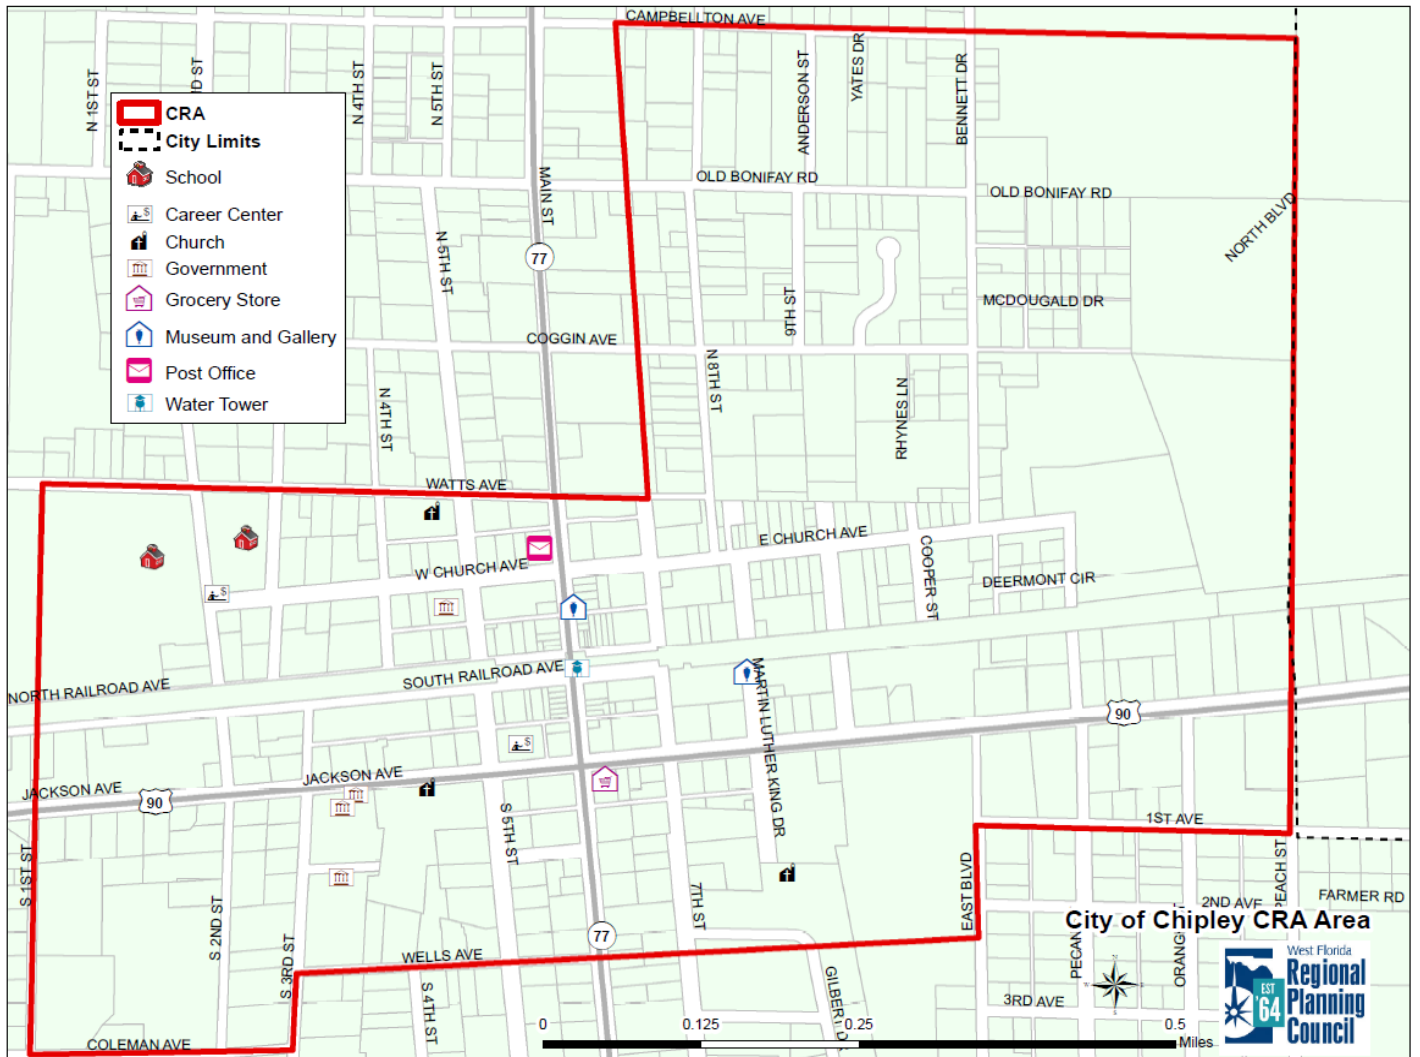 CAMPBELLTON AVE
N 1ST ST
ND ST
N 4TH ST
N 5TH ST
ANDERSON ST
YATES DR
BENNETT DR
CRA
City Limits
School
Career Center
Church
Government
Grocery Store
Museum and Gallery
Post Office
Water Tower
MAIN ST
OLD BONIFAY RD
OLD BONIFAY RD
NORTH BLVD
N 5TH ST
77
9TH ST
MCDOUGALD DR
COGGIN AVE
N 8TH ST
RHYNES LN
N 4TH ST
WATTS AVE
E CHURCH AVE
COOPER ST
W CHURCH AVE
DEERMONT CIR
$
NORTH RAILROAD AVE
SOUTH RAILROAD AVE
MARTIN LUTHER KING DR
90
$
JACKSON AVE
JACKSON AVE
90
S 5TH ST
1ST AVE
S 1ST ST
EAST BLVD
PEACH ST
7TH ST
S 2ND ST
2ND AVE
FARMER RD
City of Chipley CRA Area
S 3RD ST
WELLS AVE
77
S 4TH ST
GILBERT DR
PECAN
ORANGE
3RD AVE
COLEMAN AVE
0
0.125
0.25
0.5
Miles
West Florida
Regional
Planning
Council
EST
'64